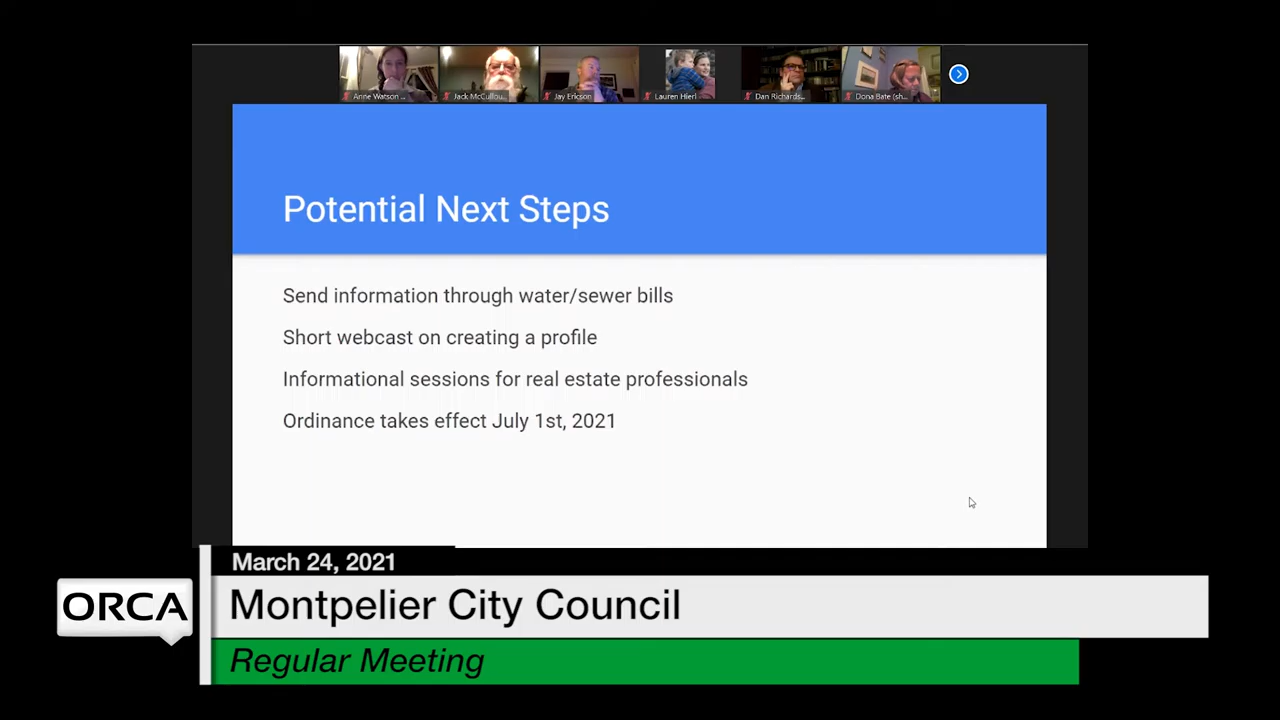 Anne Watson ...
Jack McCullou...
Jay Ericson
Lauren Hierl
Dan Richards...
Dona Bate (sh...
Potential Next Steps
Send information through water/sewer bills
Short webcast on creating a profile
Informational sessions for real estate professionals
Ordinance takes effect July 1st, 2021
March 24, 2021
ORCA
Montpelier City Council
Regular Meeting